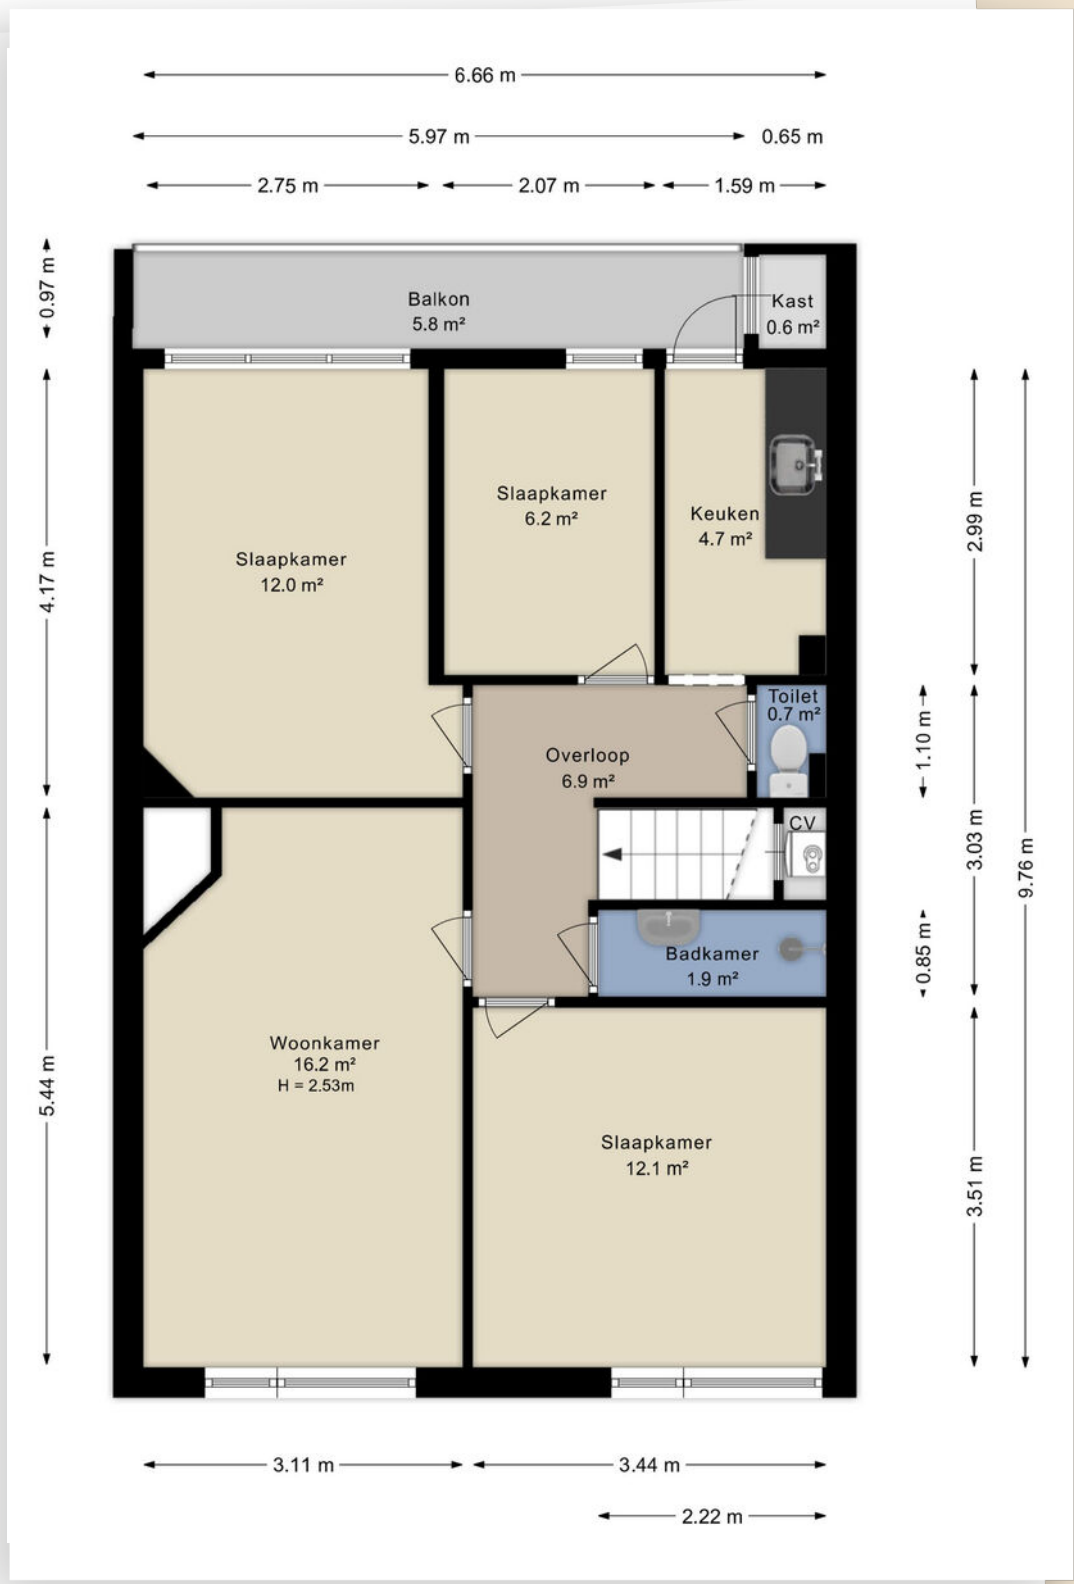 6.66 m
5.97 m
0.65 m
2.75 m
2.07 m
1.59 m
0.97 m
Balkon
5.8 m²
Kast
0.6 m²
4.17 m
Slaapkamer
12.0 m²
Slaapkamer
6.2 m²
Keuken
4.7 m²
2.99 m
9.76 m
Toilet
0.7 m²
1.10 m
Overloop
6.9 m²
CV
3.03 m
Badkamer
1.9 m²
0.85 m
5.44 m
Woonkamer
16.2 m²
H = 2.53m
Slaapkamer
12.1 m²
3.51 m
3.11 m
3.44 m
2.22 m